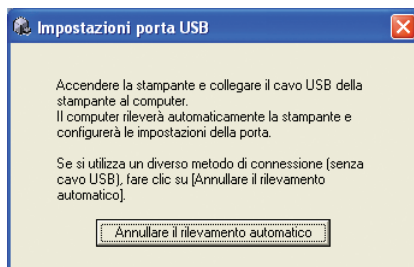 Impostazioni porta USB
Accendere la stampante e collegare il cavo USB della
stampante al computer.
Il computer rileverà automaticamente la stampante e
configurerà le impostazioni della porta.
Se si utilizza un diverso metodo di connessione (senza
cavo USB), fare clic su [Annullare il rilevamento
automatico].
Annullare il rilevamento automatico